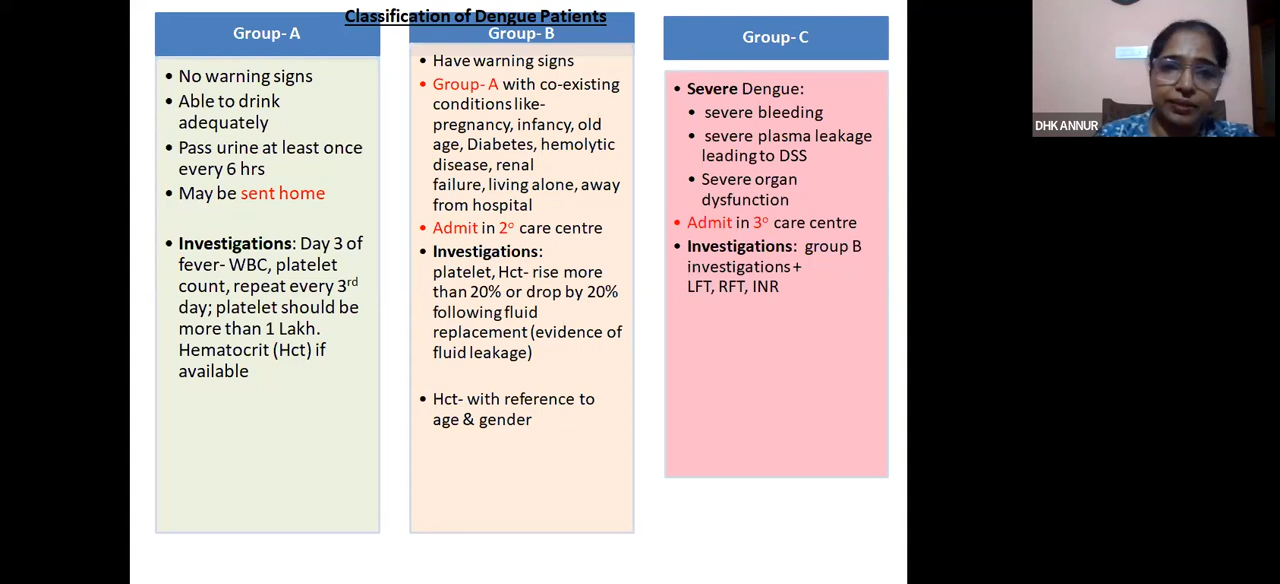 Classification of Dengue Patients
Group- A
• No warning signs
• Able to drink
adequately
• Pass urine at least once
every 6 hrs
• May be sent home
• Investigations: Day 3 of
fever- WBC, platelet
count, repeat every 3rd
day; platelet should be
more than 1 Lakh.
Hematocrit (Hct) if
available
Group- B
• Have warning signs
• Group- A with co-existing
conditions like-
pregnancy, infancy, old
age, Diabetes, hemolytic
disease, renal
failure, living alone, away
from hospital
• Admit in 2o care centre
• Investigations:
platelet, Hct- rise more
than 20% or drop by 20%
following fluid
replacement (evidence of
fluid leakage)
• Hct- with reference to
age & gender
Group- C
• Severe Dengue:
• severe bleeding
• severe plasma leakage
leading to DSS
• Severe organ
dysfunction
• Admit in 3o care centre
• Investigations: group B
investigations +
LFT, RFT, INR
DHK ANNUR